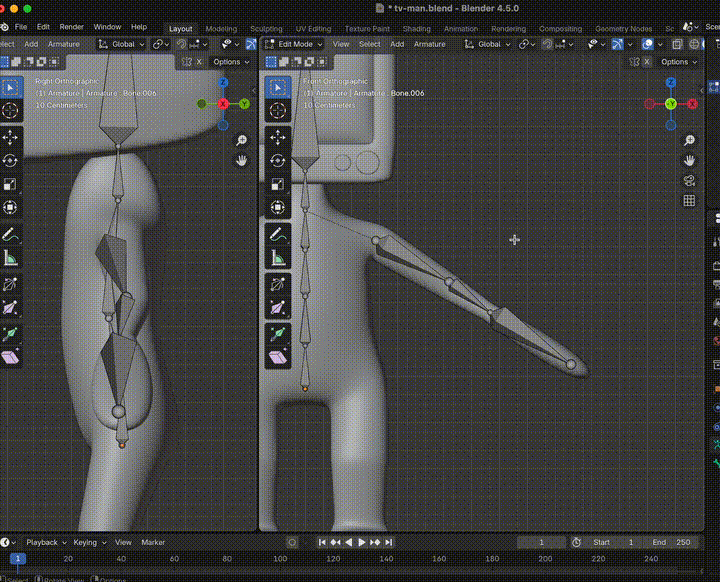 * tv-man.blend - Blender 4.5.0
File Edit Render Window Help Layout Modeling Sculpting UV Editing Texture Paint Shading Animation Rendering Compositing Geometry Nodes Sc
elect Add Armature Global Edit Mode View Select Add Armature Global
X Options X Options
Right Orthographic
(1) Armature | Armature : Bone.006
10 Centimeters
Z
X
Y
Front Orthographic
(1) Armature | Armature : Bone.006
10 Centimeters
Z
-Y
X
Playback Keying View Marker 1 Start 1 End 250
1 20 40 60 80 100 120 140 160 180 200 220 240
Select Rotate View Options